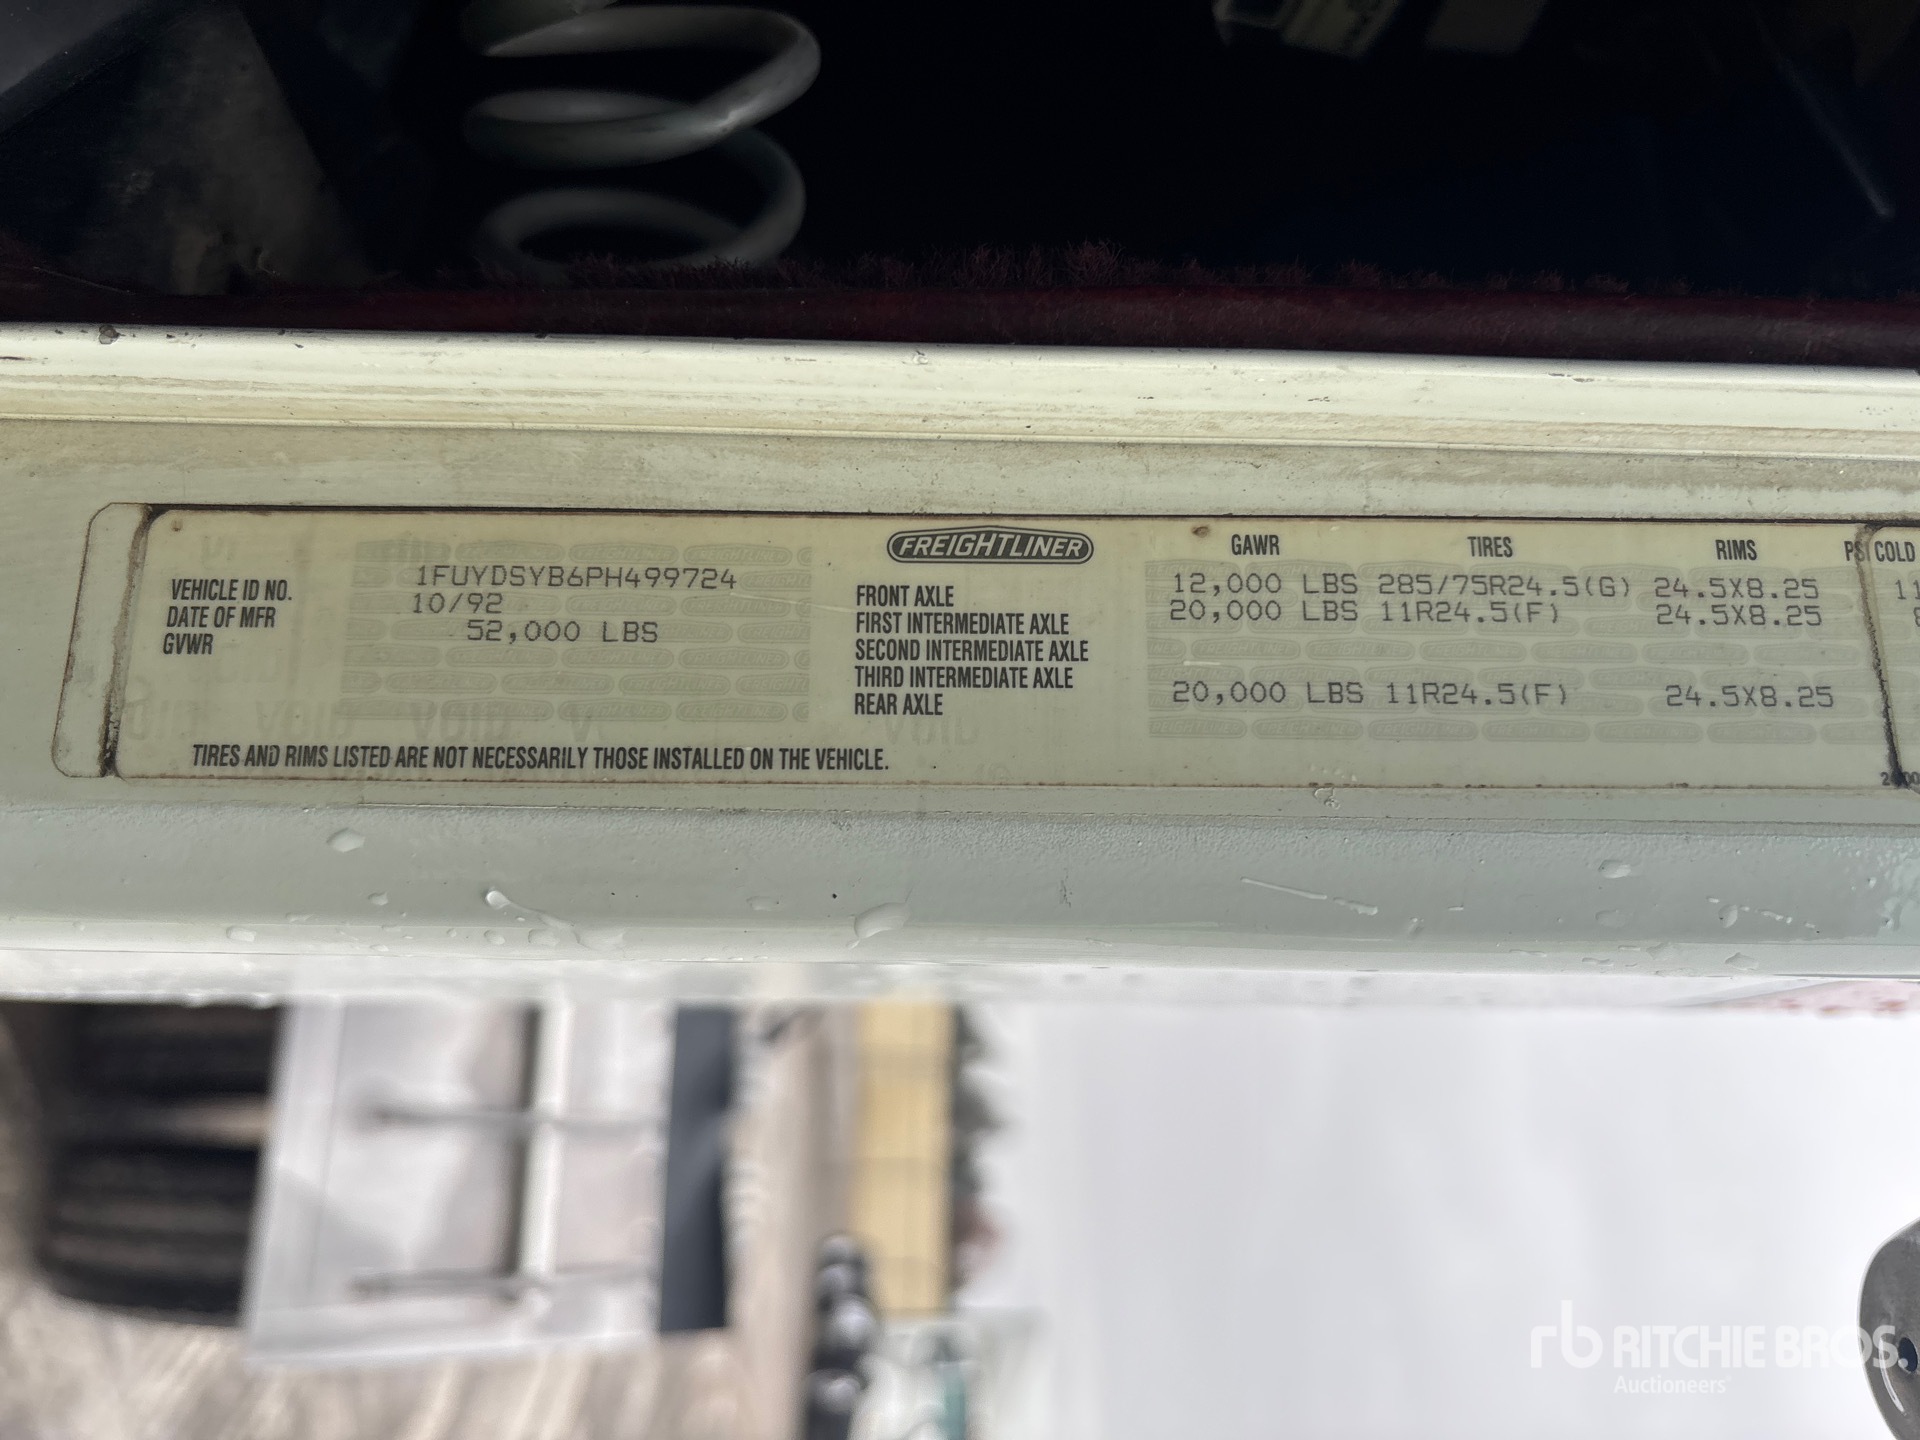 FREIGHTLINER
VEHICLE ID NO. 1FUYDSYB6PH499724
DATE OF MFR 10/92
GVWR 52,000 LBS
GAWR TIRES RIMS PSI COLD
FRONT AXLE 12,000 LBS 285/75R24.5(G) 24.5X8.25 11
FIRST INTERMEDIATE AXLE 20,000 LBS 11R24.5(F) 24.5X8.25
SECOND INTERMEDIATE AXLE
THIRD INTERMEDIATE AXLE
REAR AXLE 20,000 LBS 11R24.5(F) 24.5X8.25
TIRES AND RIMS LISTED ARE NOT NECESSARILY THOSE INSTALLED ON THE VEHICLE.
rb RITCHIE BROS.
Auctioneers